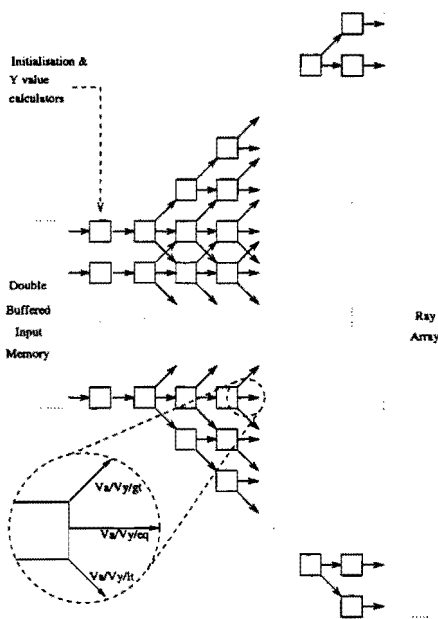 Initialisation &
Y value
calculators
Double
Buffered
Input
Memory
Ray
Array
Va/Vy/gt
Va/Vy/eq
Va/Vy/lt